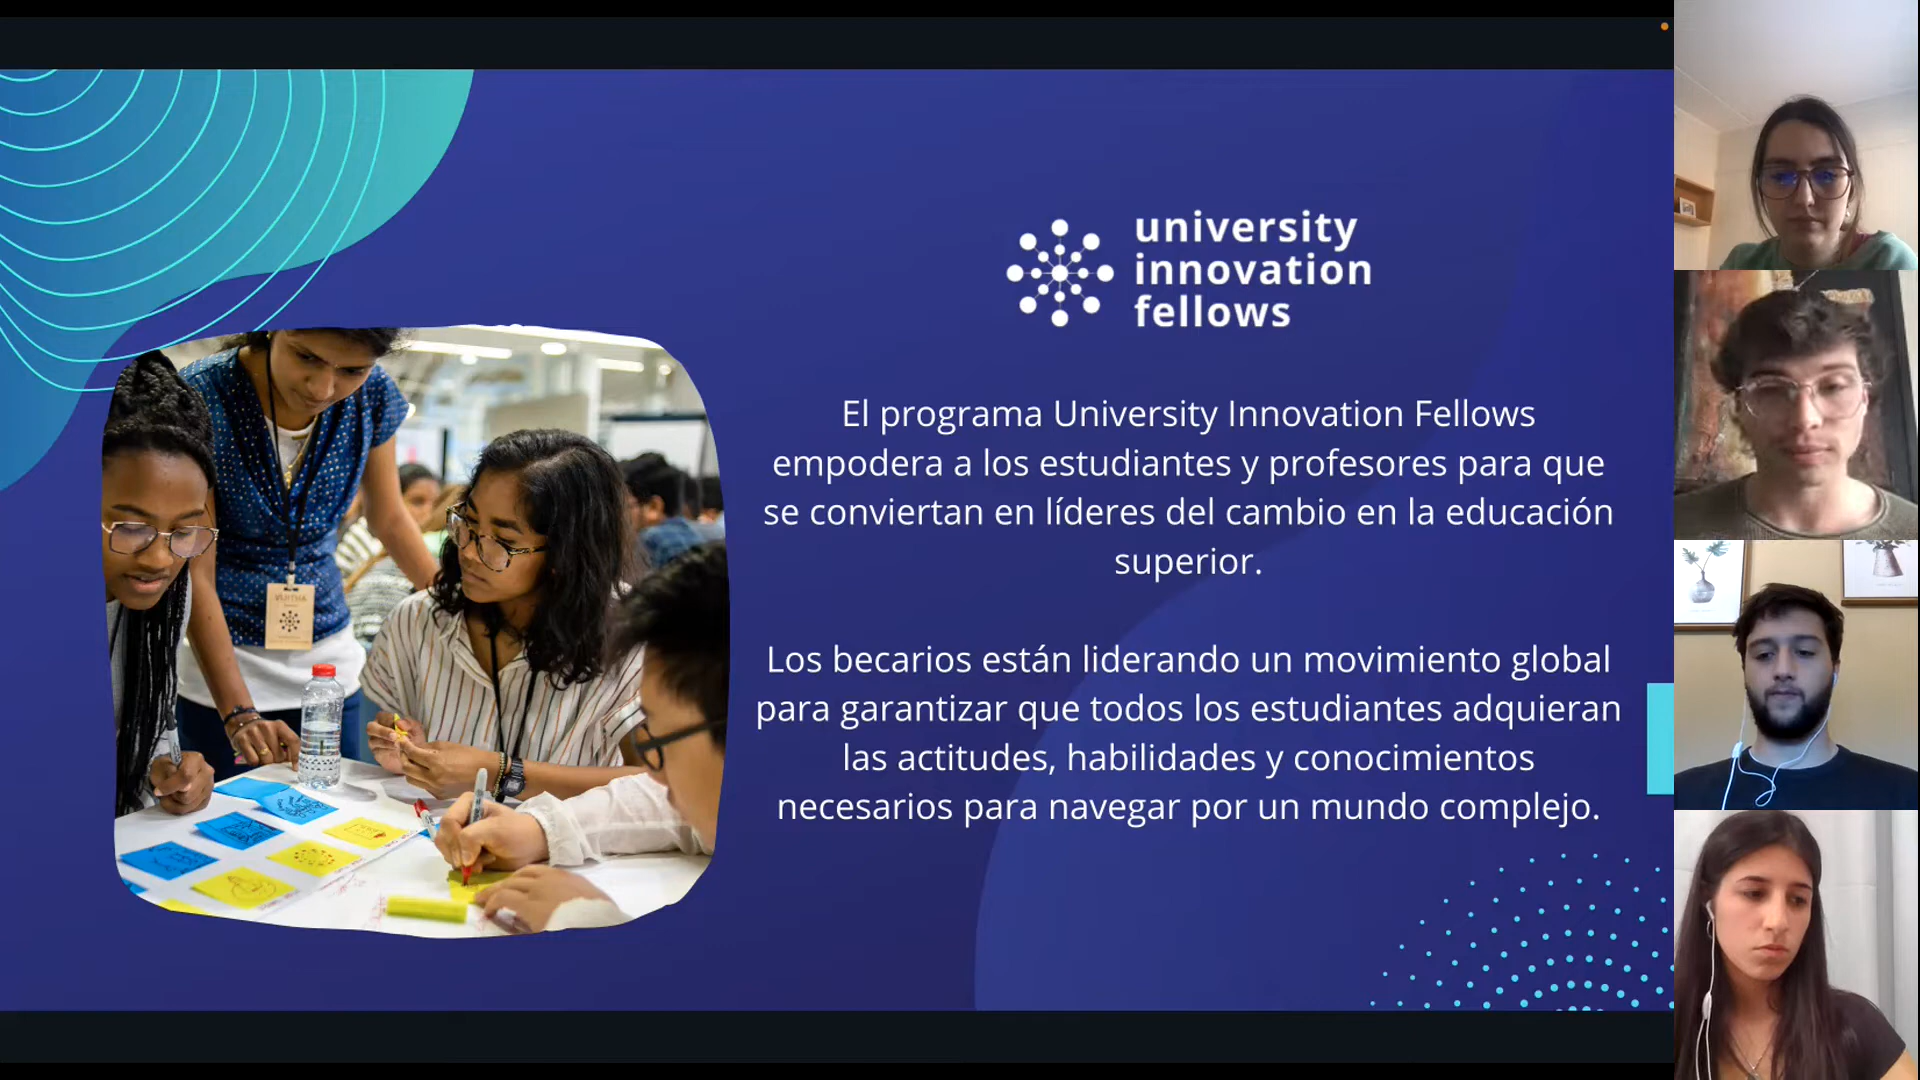 university
innovation
fellows
El programa University Innovation Fellows
empodera a los estudiantes y profesores para que
se conviertan en líderes del cambio en la educación
superior.
Los becarios están liderando un movimiento global
para garantizar que todos los estudiantes adquieran
las actitudes, habilidades y conocimientos
necesarios para navegar por un mundo complejo.